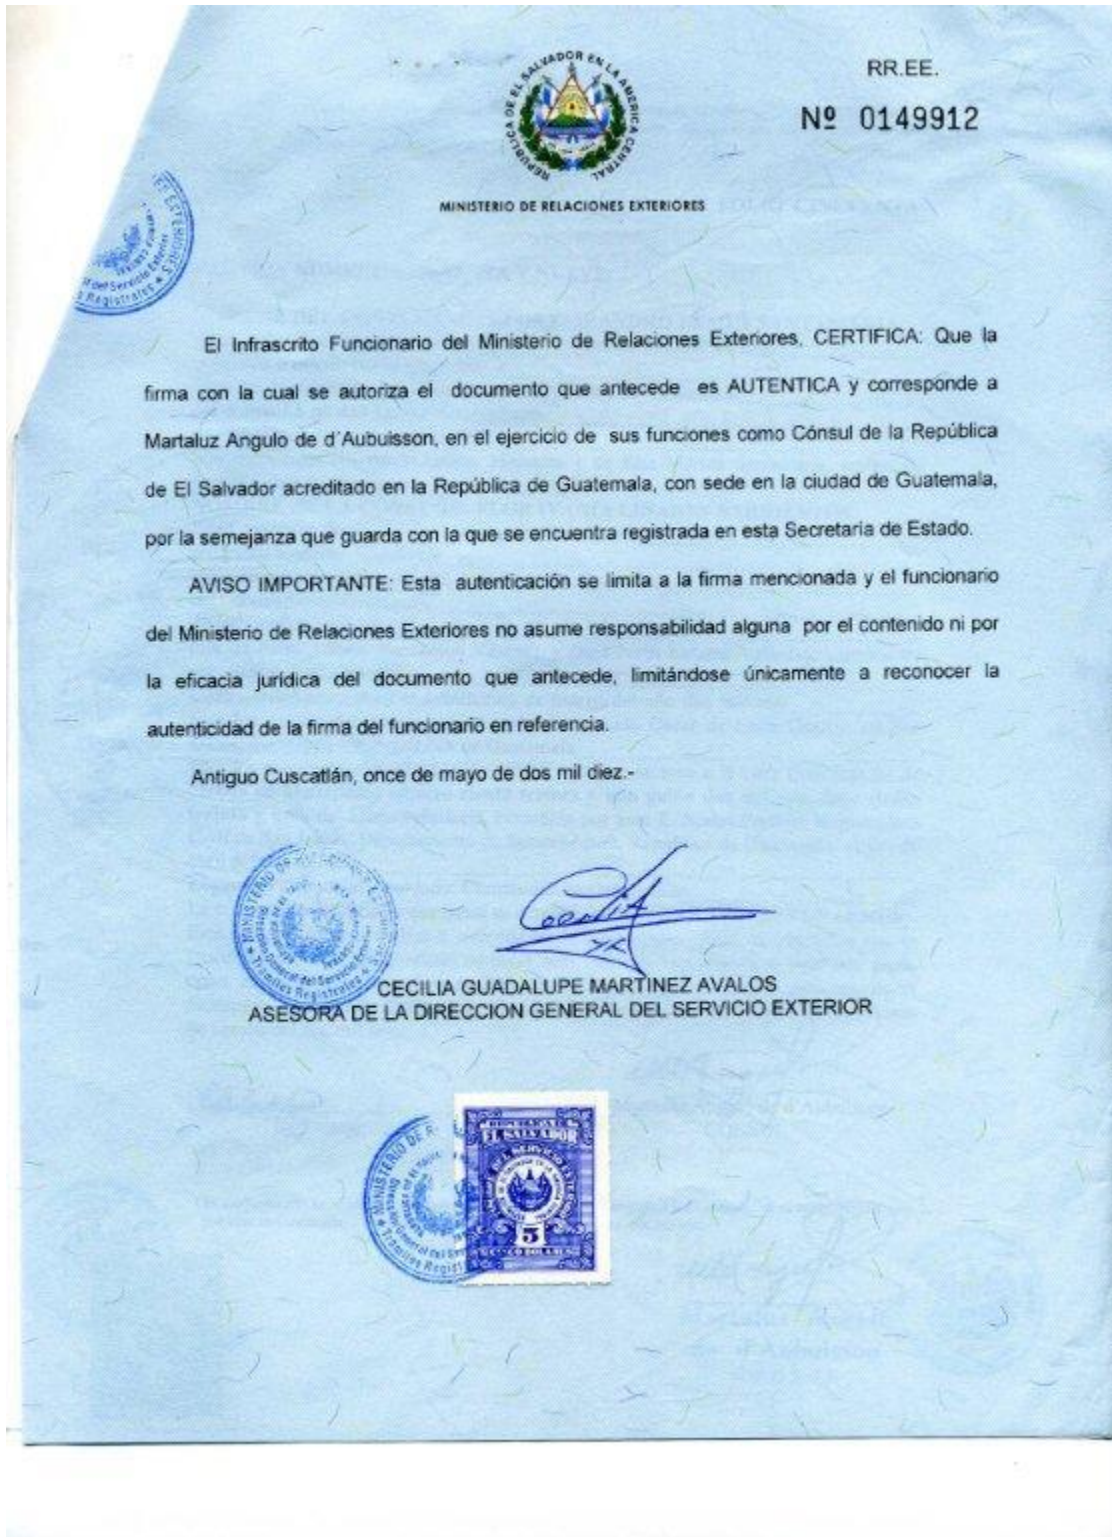 REPUBLICA DE EL SALVADOR EN LA AMERICA CENTRAL
RR.EE.
Nº 0149912
MINISTERIO DE RELACIONES EXTERIORES
El Infrascrito Funcionario del Ministerio de Relaciones Exteriores, CERTIFICA: Que la
firma con la cual se autoriza el documento que antecede es AUTENTICA y corresponde a
Martaluz Angulo de d´Aubuisson, en el ejercicio de sus funciones como Cónsul de la República
de El Salvador acreditado en la República de Guatemala, con sede en la ciudad de Guatemala,
por la semejanza que guarda con la que se encuentra registrada en esta Secretaría de Estado.
AVISO IMPORTANTE: Esta autenticación se limita a la firma mencionada y el funcionario
del Ministerio de Relaciones Exteriores no asume responsabilidad alguna por el contenido ni por
la eficacia jurídica del documento que antecede, limitándose únicamente a reconocer la
autenticidad de la firma del funcionario en referencia.
Antiguo Cuscatlán, once de mayo de dos mil diez.-
CECILIA GUADALUPE MARTINEZ AVALOS
ASESORA DE LA DIRECCION GENERAL DEL SERVICIO EXTERIOR
REPUBLICA DE
EL SALVADOR
5